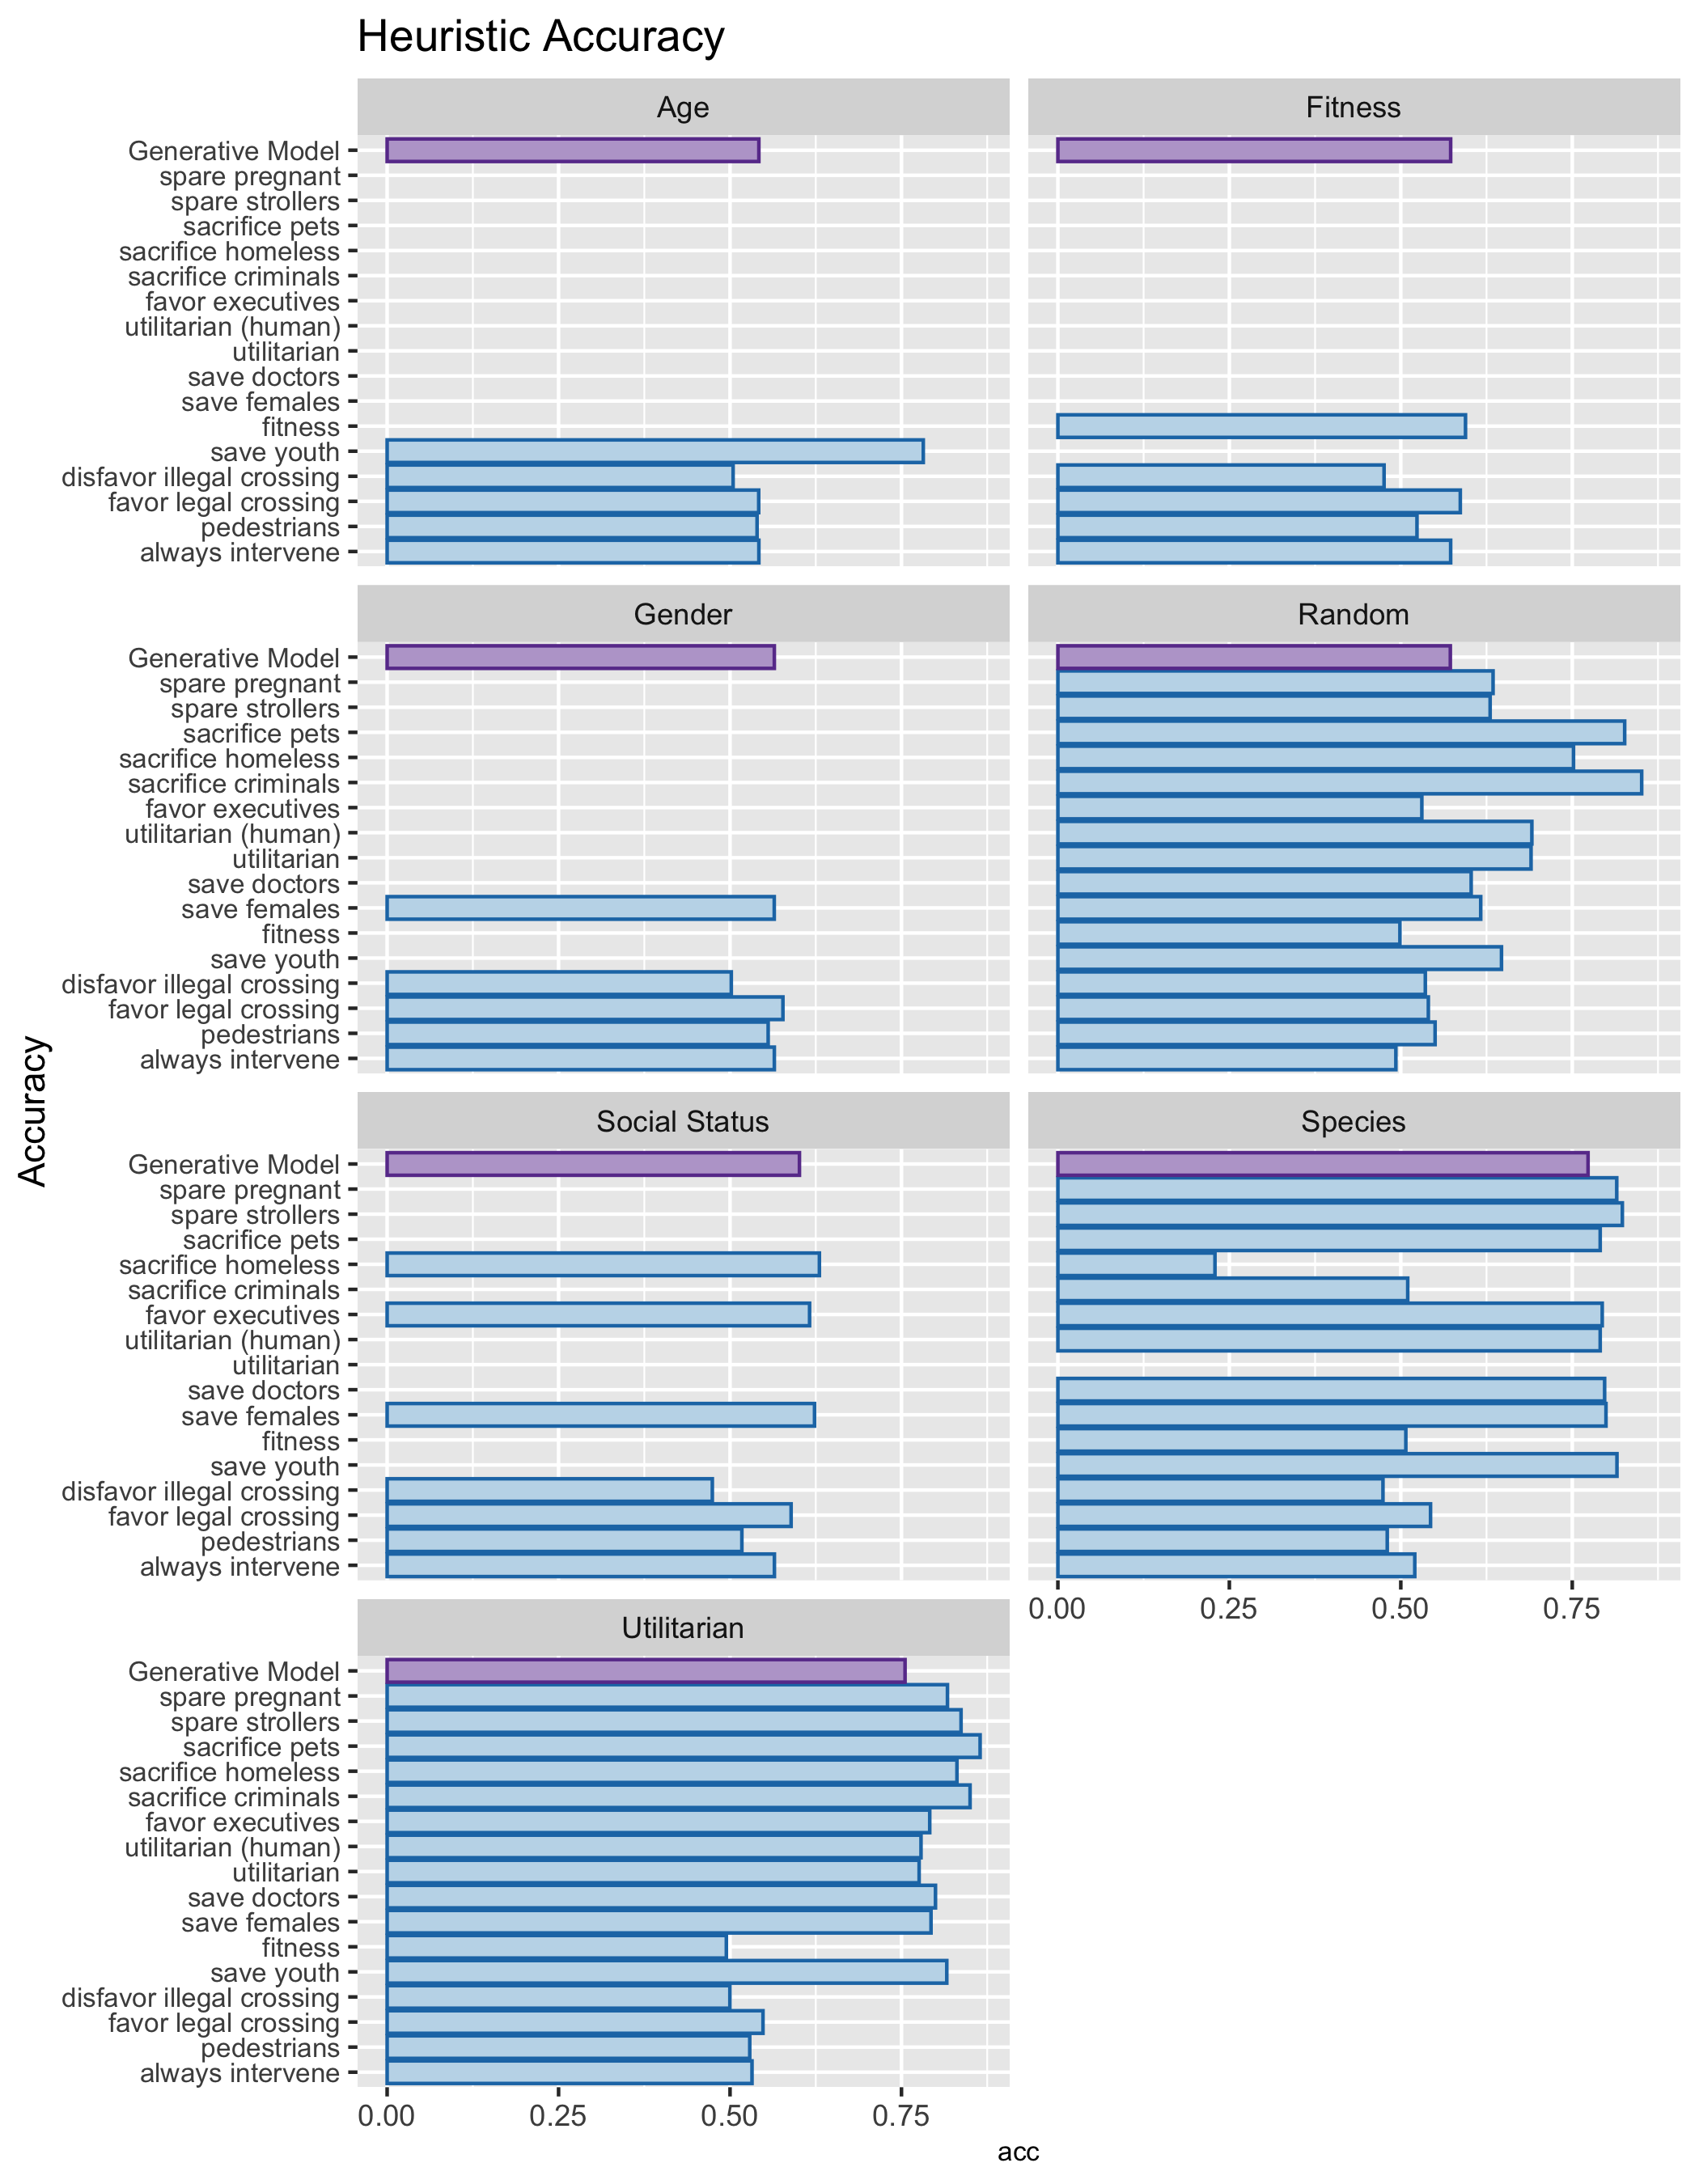 Heuristic Accuracy
Age
Fitness
Generative Model
spare pregnant
spare strollers
sacrifice pets
sacrifice homeless
sacrifice criminals
favor executives
utilitarian (human)
utilitarian
save doctors
save females
fitness
save youth
disfavor illegal crossing
favor legal crossing
pedestrians
always intervene
Gender
Random
Generative Model
spare pregnant
spare strollers
sacrifice pets
sacrifice homeless
sacrifice criminals
favor executives
utilitarian (human)
utilitarian
save doctors
save females
fitness
save youth
disfavor illegal crossing
favor legal crossing
pedestrians
always intervene
Accuracy
Social Status
Species
Generative Model
spare pregnant
spare strollers
sacrifice pets
sacrifice homeless
sacrifice criminals
favor executives
utilitarian (human)
utilitarian
save doctors
save females
fitness
save youth
disfavor illegal crossing
favor legal crossing
pedestrians
always intervene
0.00 0.25 0.50 0.75
Utilitarian
Generative Model
spare pregnant
spare strollers
sacrifice pets
sacrifice homeless
sacrifice criminals
favor executives
utilitarian (human)
utilitarian
save doctors
save females
fitness
save youth
disfavor illegal crossing
favor legal crossing
pedestrians
always intervene
0.00 0.25 0.50 0.75
acc